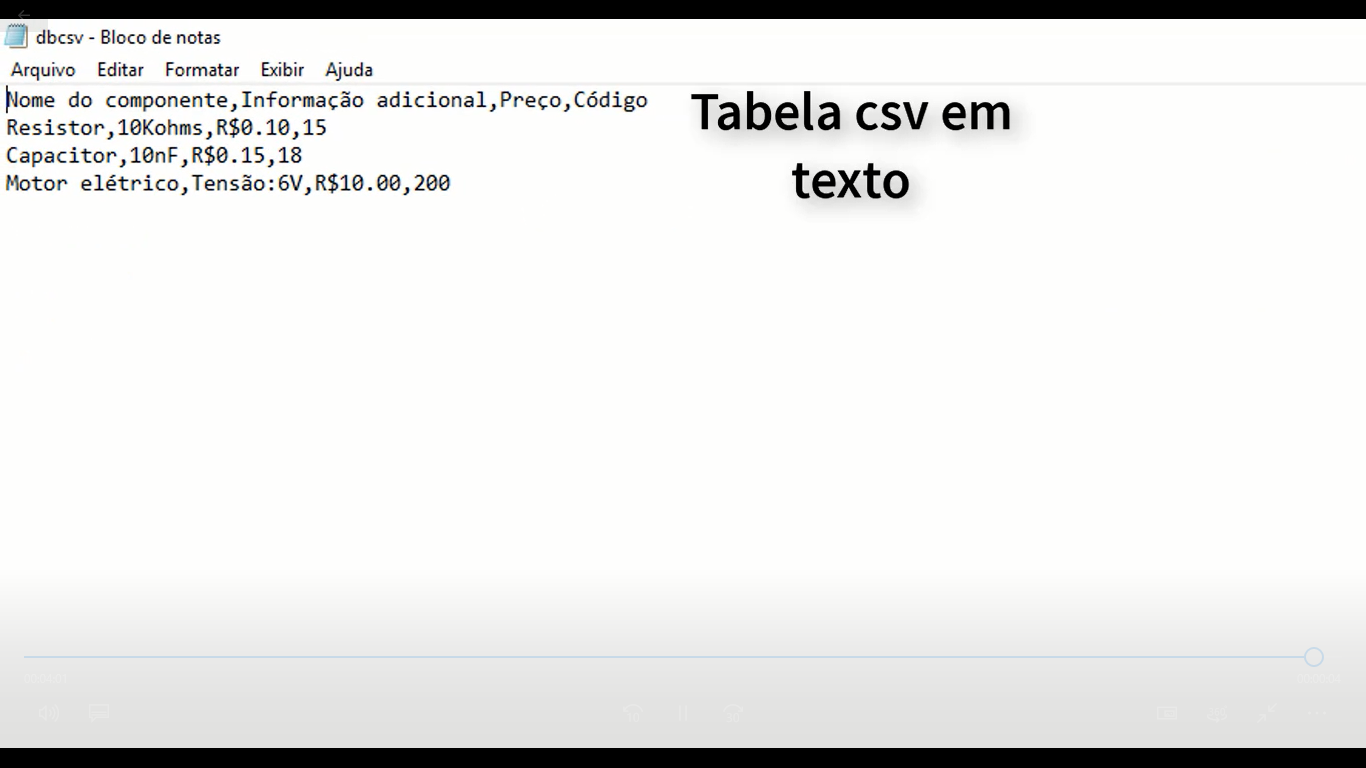 dbcsv - Bloco de notas
Arquivo Editar Formatar Exibir Ajuda
Nome do componente,Informação adicional,Preço,Código
Resistor,10Kohms,R$0.10,15
Capacitor,10nF,R$0.15,18
Motor elétrico,Tensão:6V,R$10.00,200
Tabela csv em
texto